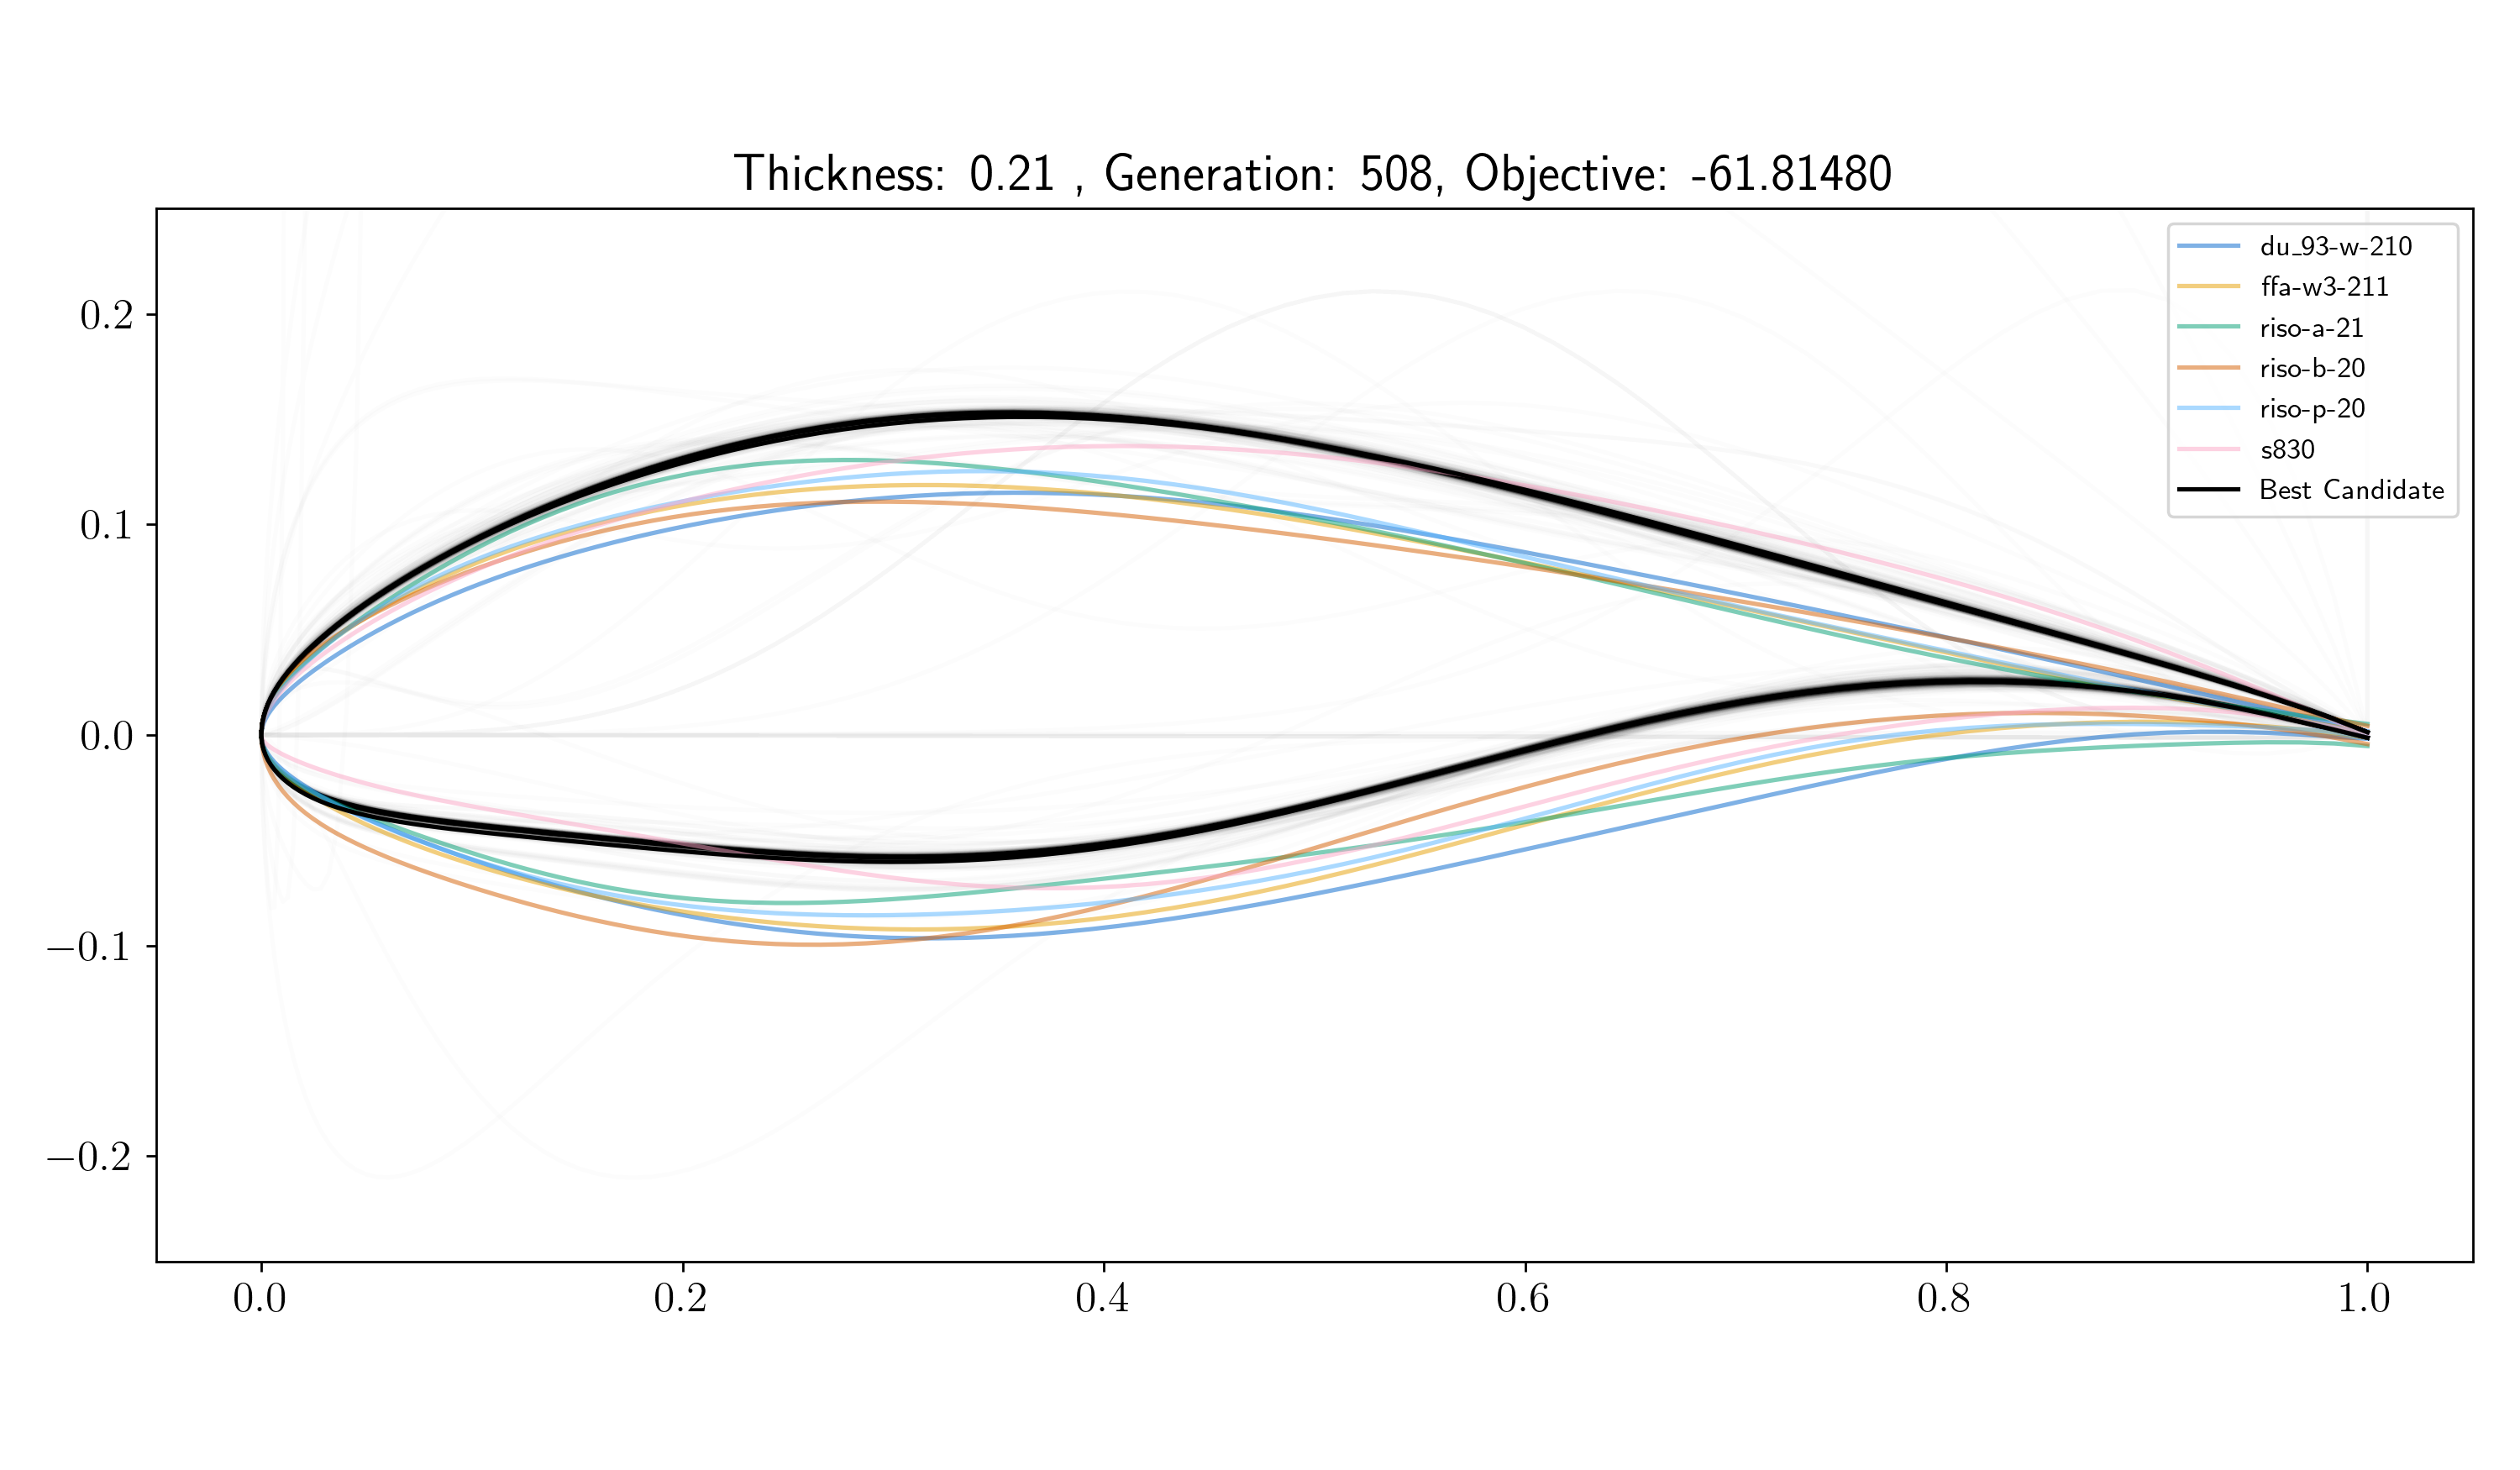 Thickness: 0.21 , Generation: 508, Objective: -61.81480
du_93-w-210
ffa-w3-211
riso-a-21
riso-b-20
riso-p-20
s830
Best Candidate
0.2
0.1
0.0
−0.1
−0.2
0.0 0.2 0.4 0.6 0.8 1.0